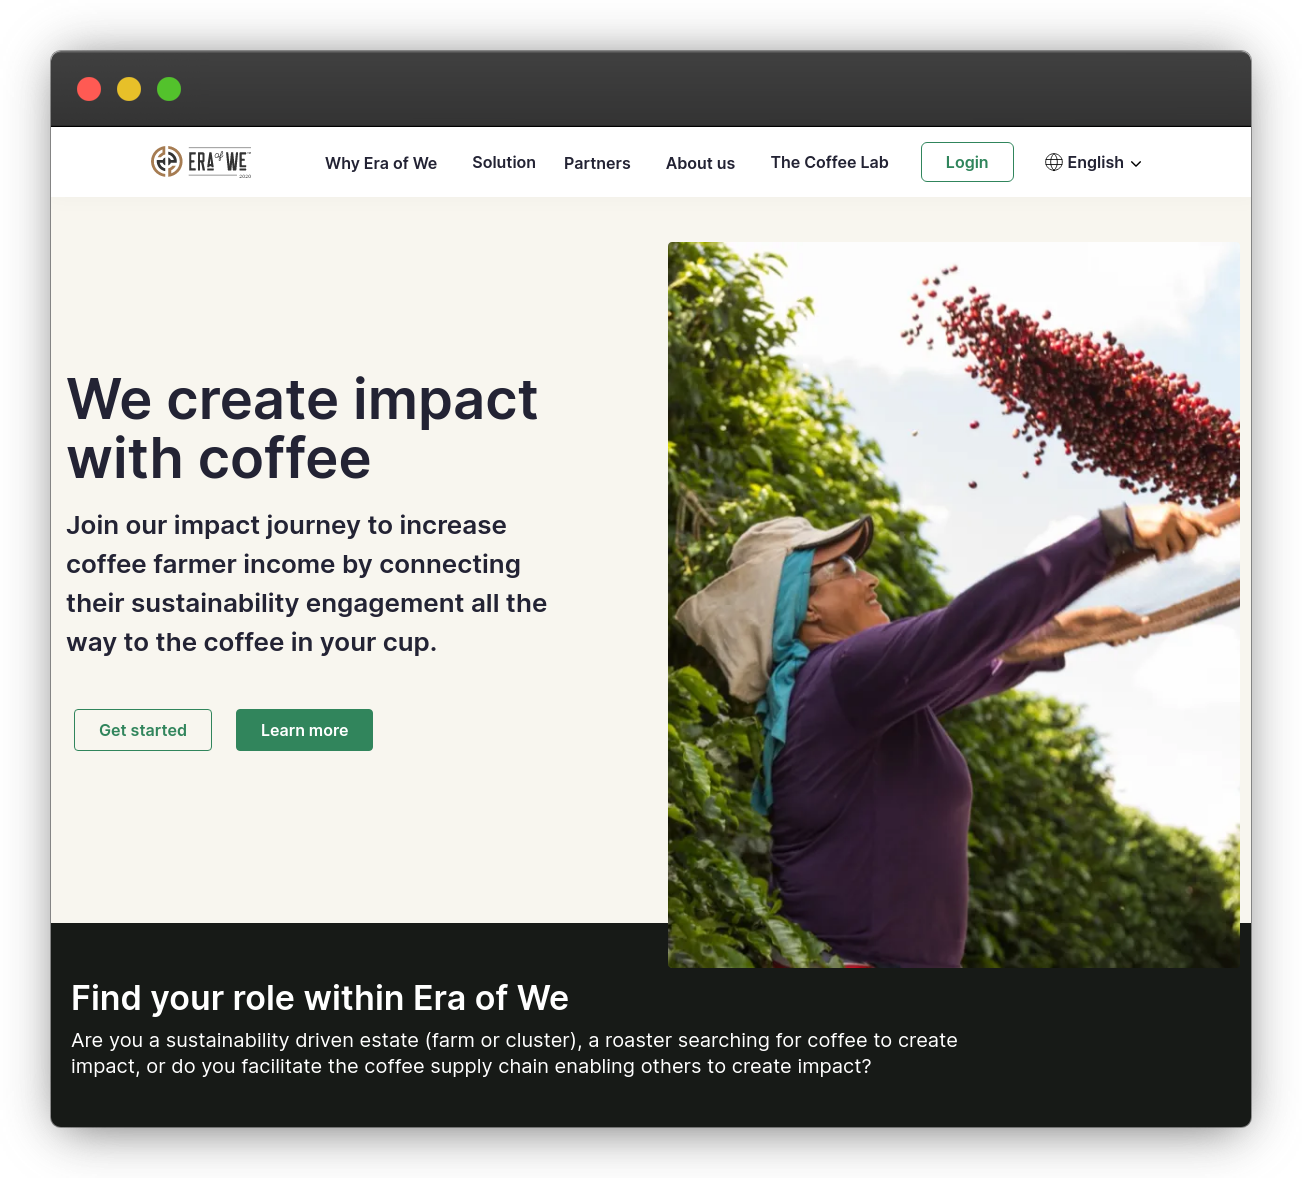 ERA of WE™
2020
Why Era of We
Solution
Partners
About us
The Coffee Lab
Login
English
We create impact
with coffee
Join our impact journey to increase
coffee farmer income by connecting
their sustainability engagement all the
way to the coffee in your cup.
Get started
Learn more
Find your role within Era of We
Are you a sustainability driven estate (farm or cluster), a roaster searching for coffee to create
impact, or do you facilitate the coffee supply chain enabling others to create impact?